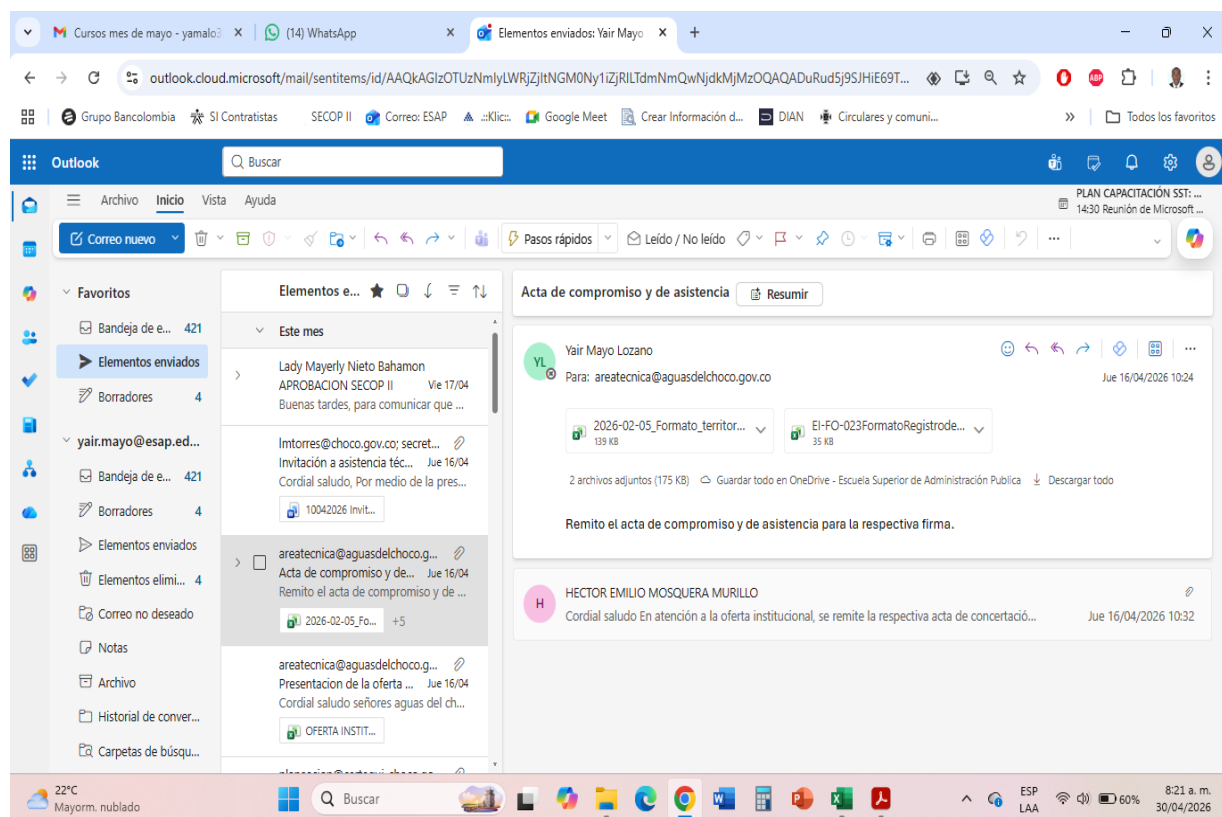 Cursos mes de mayo - yamalo3
(14) WhatsApp
Elementos enviados: Yair Mayo
outlook.cloud.microsoft/mail/sentitems/id/AAQkAGIzOTUzNmIyLWRjZjItNGM0Ny1iZjRlLTdmNmQwNjdkMjMzOQAQADuRud5j9SJHiE69T...
Grupo Bancolombia
SI Contratistas
SECOP II
Correo: ESAP
.::Klic::.
Google Meet
Crear Información d...
DIAN
Circulares y comuni...
Todos los favoritos
Outlook
Buscar
Archivo Inicio Vista Ayuda
PLAN CAPACITACIÓN SST: ...
14:30 Reunión de Microsoft ...
Correo nuevo
Pasos rápidos
Leído / No leído
Favoritos
Bandeja de e... 421
Elementos enviados
Borradores 4
yair.mayo@esap.ed...
Bandeja de e... 421
Borradores 4
Elementos enviados
Elementos elimi... 4
Correo no deseado
Notas
Archivo
Historial de conver...
Carpetas de búsqu...
Elementos e...
Este mes
Lady Mayerly Nieto Bahamon
APROBACION SECOP II Vie 17/04
Buenas tardes, para comunicar que ...
lmtorres@choco.gov.co; secret...
Invitación a asistencia téc... Jue 16/04
Cordial saludo, Por medio de la pres...
10042026 Invit...
areatecnica@aguasdelchoco.g...
Acta de compromiso y de... Jue 16/04
Remito el acta de compromiso y de ...
2026-02-05_Fo... +5
areatecnica@aguasdelchoco.g...
Presentacion de la oferta ... Jue 16/04
Cordial saludo señores aguas del ch...
OFERTA INSTIT...
Acta de compromiso y de asistencia
Resumir
YL
Yair Mayo Lozano
Para: areatecnica@aguasdelchoco.gov.co
Jue 16/04/2026 10:24
2026-02-05_Formato_territor...
139 KB
EI-FO-023FormatoRegistrode...
35 KB
2 archivos adjuntos (175 KB) Guardar todo en OneDrive - Escuela Superior de Administración Publica Descargar todo
Remito el acta de compromiso y de asistencia para la respectiva firma.
H
HECTOR EMILIO MOSQUERA MURILLO
Cordial saludo En atención a la oferta institucional, se remite la respectiva acta de concertació... Jue 16/04/2026 10:32
22°C
Mayorm. nublado
Buscar
ESP
LAA
60%
8:21 a. m.
30/04/2026